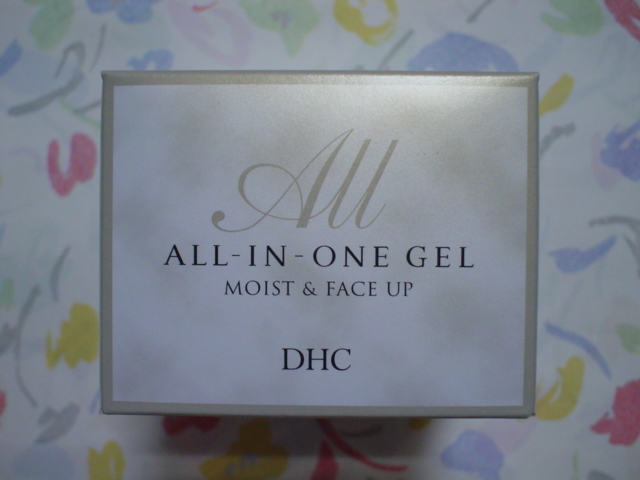 All
ALL-IN-ONE GEL
MOIST & FACE UP
DHC